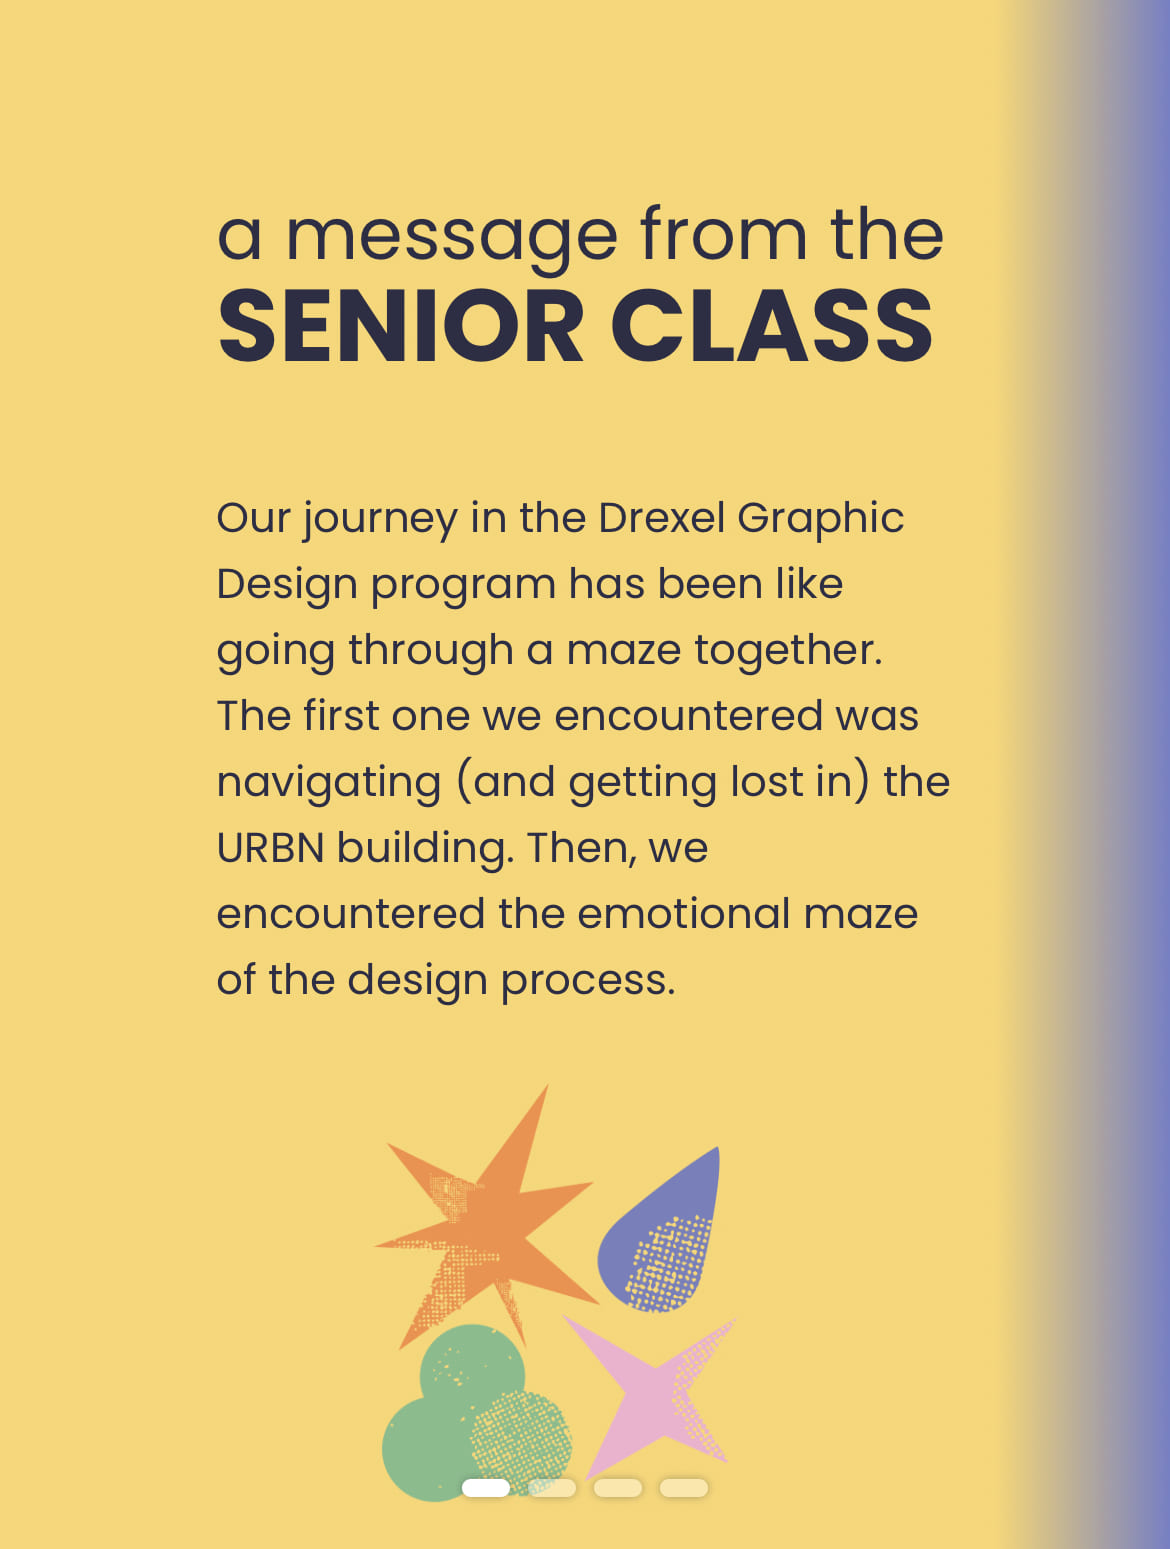 a message from the
SENIOR CLASS
Our journey in the Drexel Graphic
Design program has been like
going through a maze together.
The first one we encountered was
navigating (and getting lost in) the
URBN building. Then, we
encountered the emotional maze
of the design process.